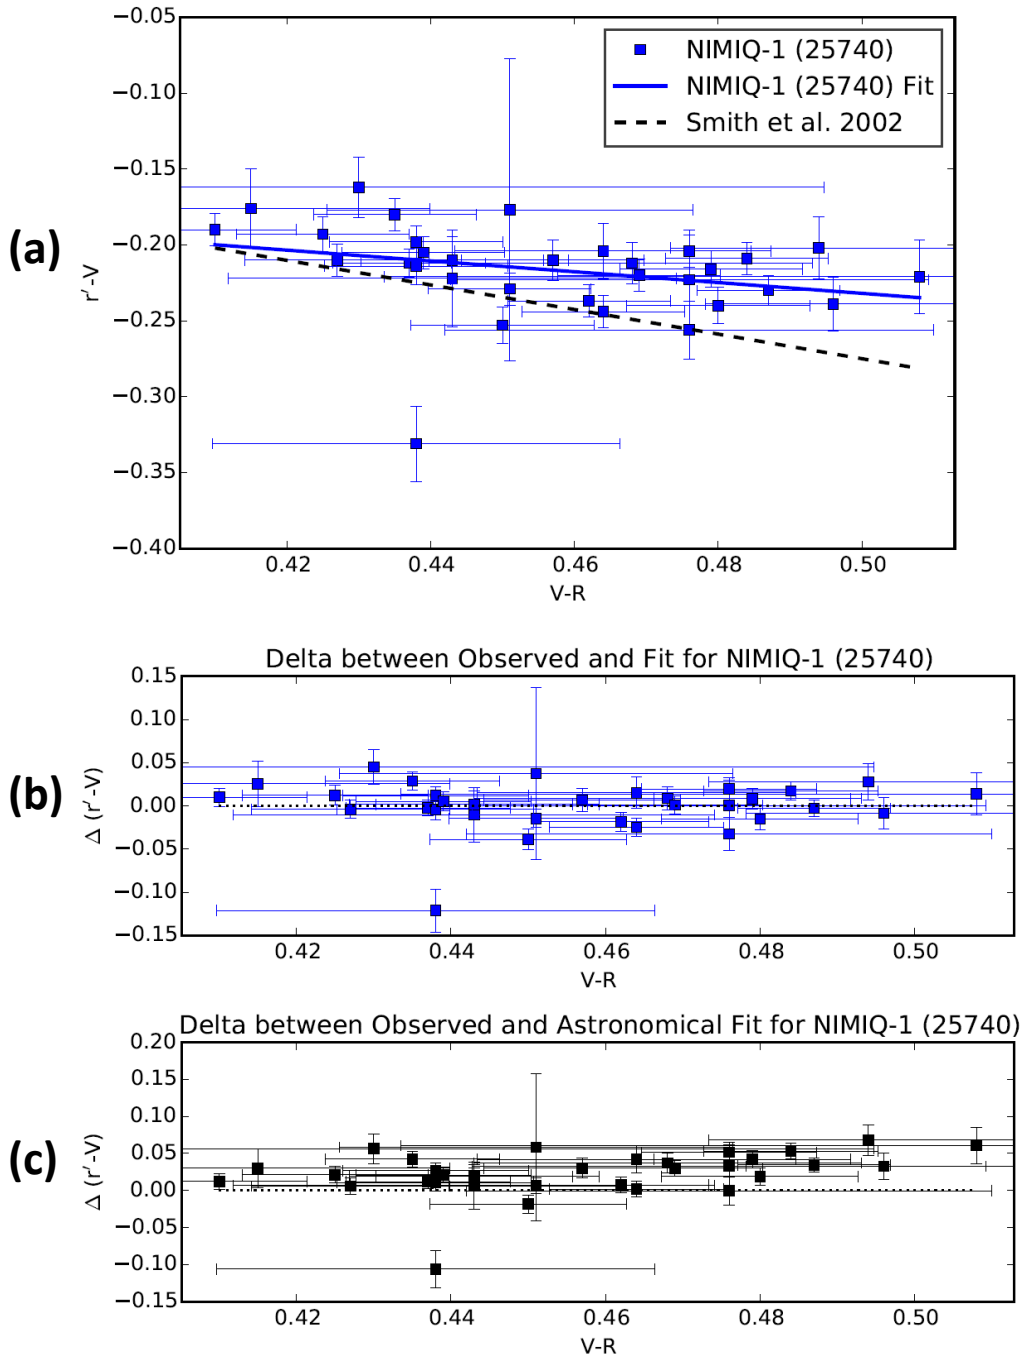 (a)
−0.05
−0.10
−0.15
−0.20
−0.25
−0.30
−0.35
−0.40
r′ -V
NIMIQ-1 (25740)
NIMIQ-1 (25740) Fit
Smith et al. 2002
0.42 0.44 0.46 0.48 0.50
V-R
Delta between Observed and Fit for NIMIQ-1 (25740)
(b)
0.15
0.10
0.05
0.00
−0.05
−0.10
−0.15
Δ (r′ -V)
0.42 0.44 0.46 0.48 0.50
V-R
Delta between Observed and Astronomical Fit for NIMIQ-1 (25740)
(c)
0.20
0.15
0.10
0.05
0.00
−0.05
−0.10
−0.15
Δ (r′ -V)
0.42 0.44 0.46 0.48 0.50
V-R